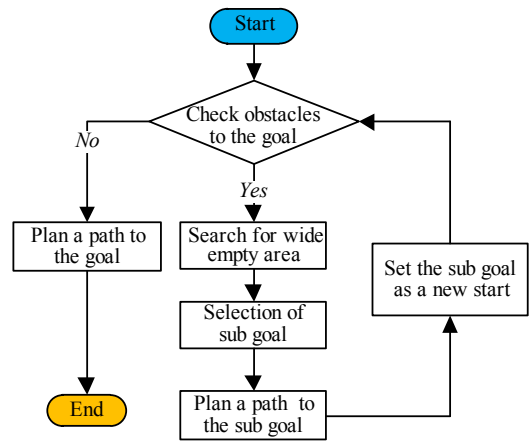 Start
Check obstacles
to the goal
No
Yes
Plan a path to
the goal
Search for wide
empty area
Set the sub goal
as a new start
Selection of
sub goal
End
Plan a path to
the sub goal